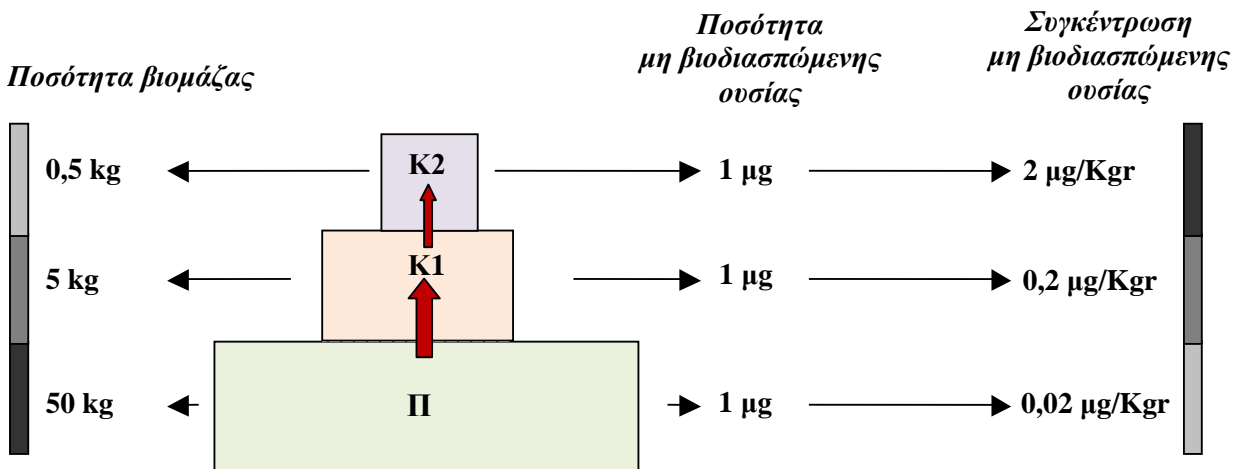 Ποσότητα βιομάζας
Ποσότητα
μη βιοδιασπώμενης
ουσίας
Συγκέντρωση
μη βιοδιασπώμενης
ουσίας
0,5 kg
K2
1 μg
2 μg/Kgr
5 kg
K1
1 μg
0,2 μg/Kgr
50 kg
Π
1 μg
0,02 μg/Kgr